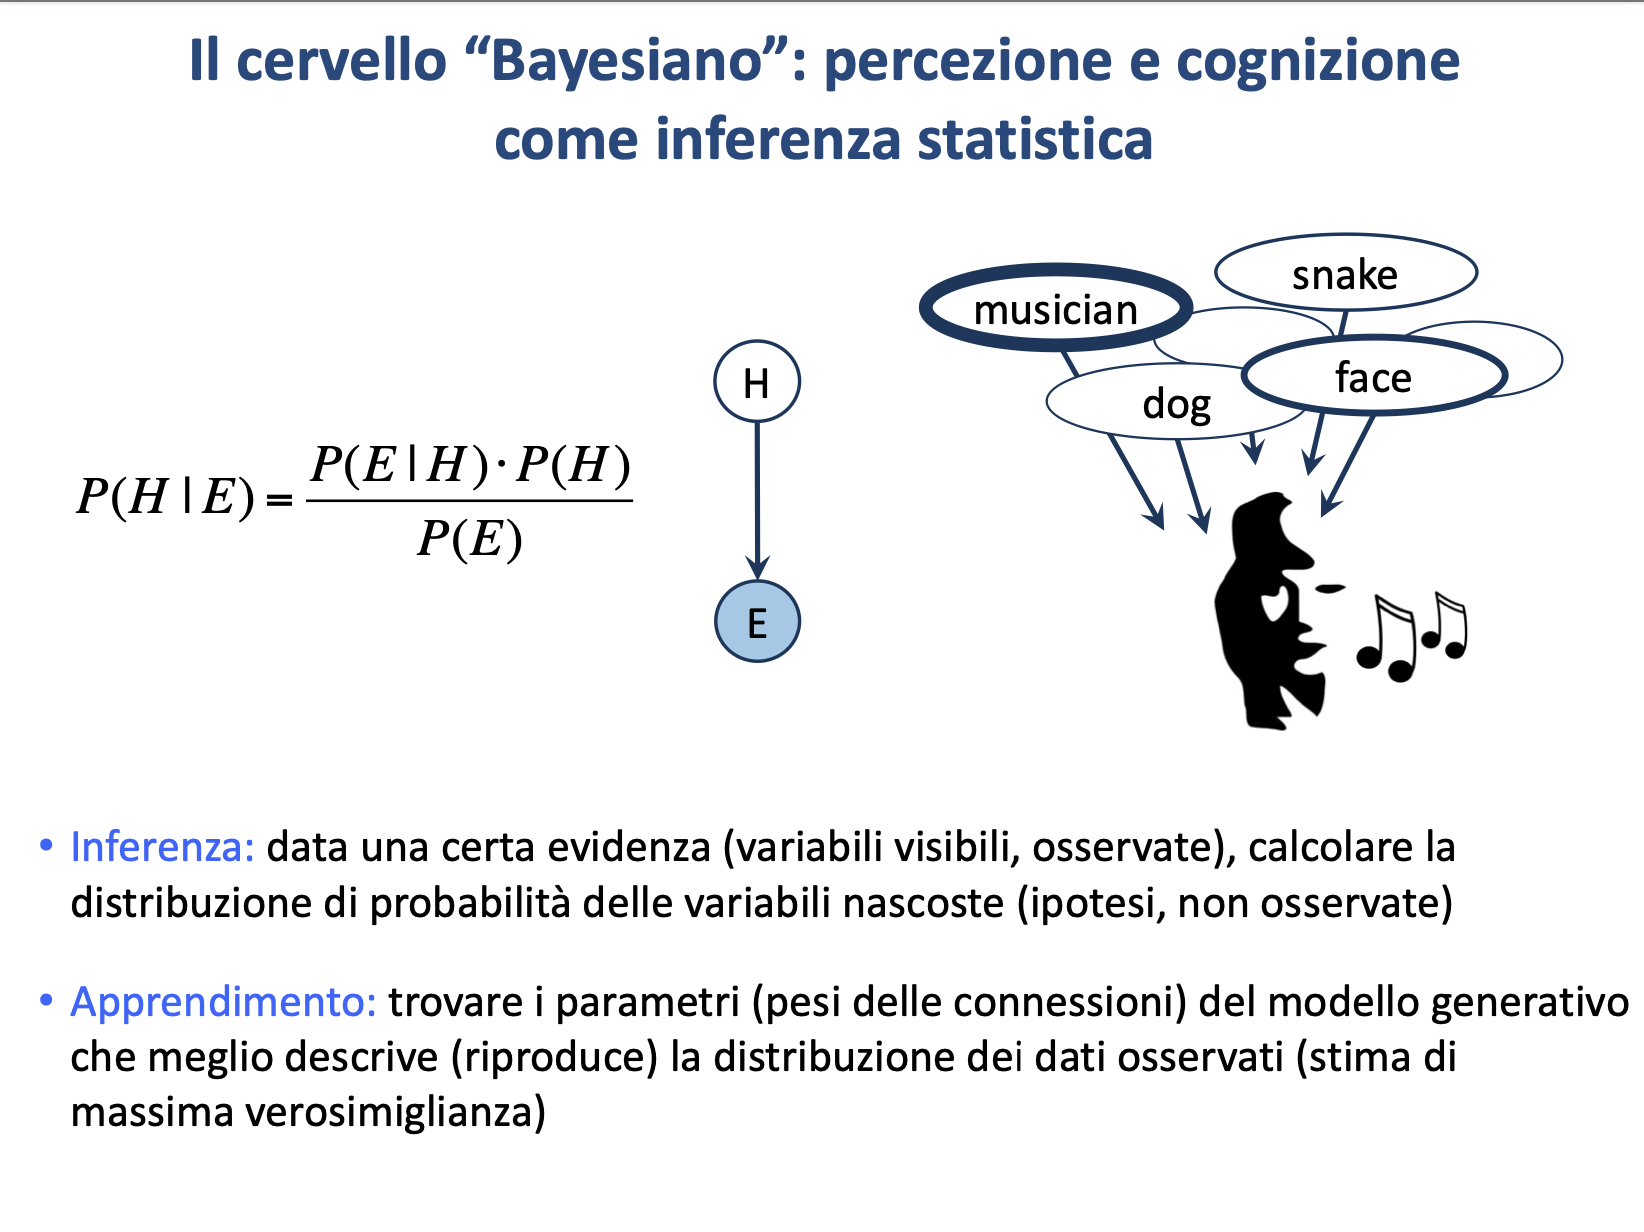 Il cervello “Bayesiano”: percezione e cognizione
come inferenza statistica
P(H | E) = P(E | H) · P(H) / P(E)
H
E
snake
musician
face
dog
• Inferenza: data una certa evidenza (variabili visibili, osservate), calcolare la
distribuzione di probabilità delle variabili nascoste (ipotesi, non osservate)
• Apprendimento: trovare i parametri (pesi delle connessioni) del modello generativo
che meglio descrive (riproduce) la distribuzione dei dati osservati (stima di
massima verosimiglianza)